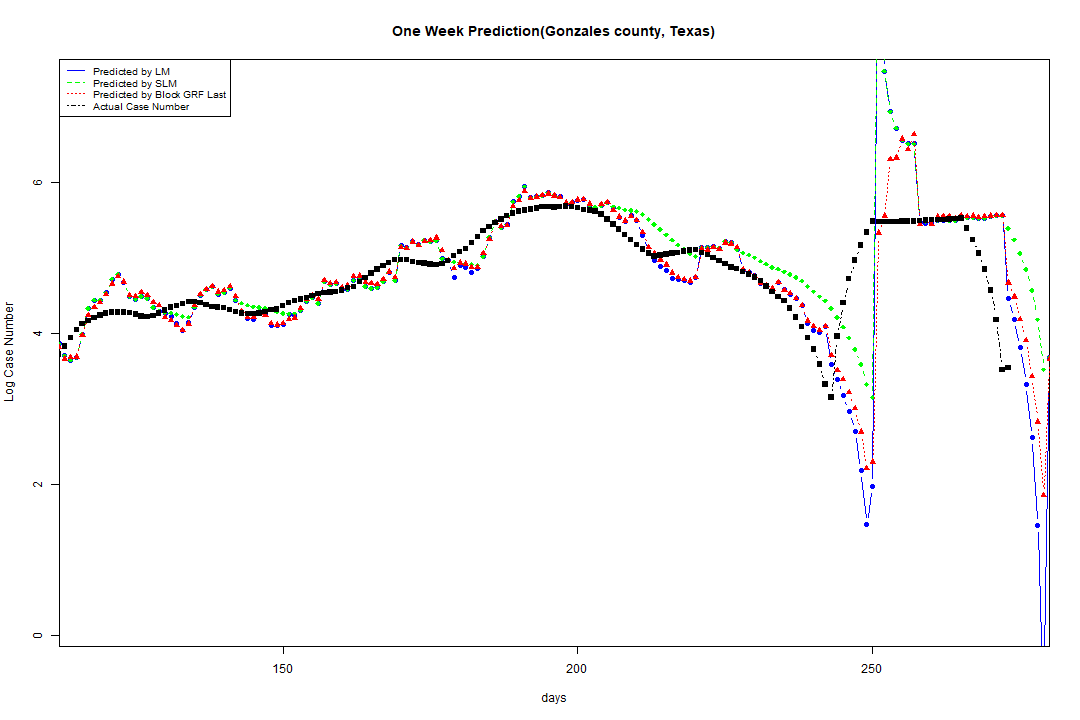 One Week Prediction(Gonzales county, Texas)
Predicted by LM
Predicted by SLM
Predicted by Block GRF Last
Actual Case Number
6
4
2
0
Log Case Number
150
200
250
days